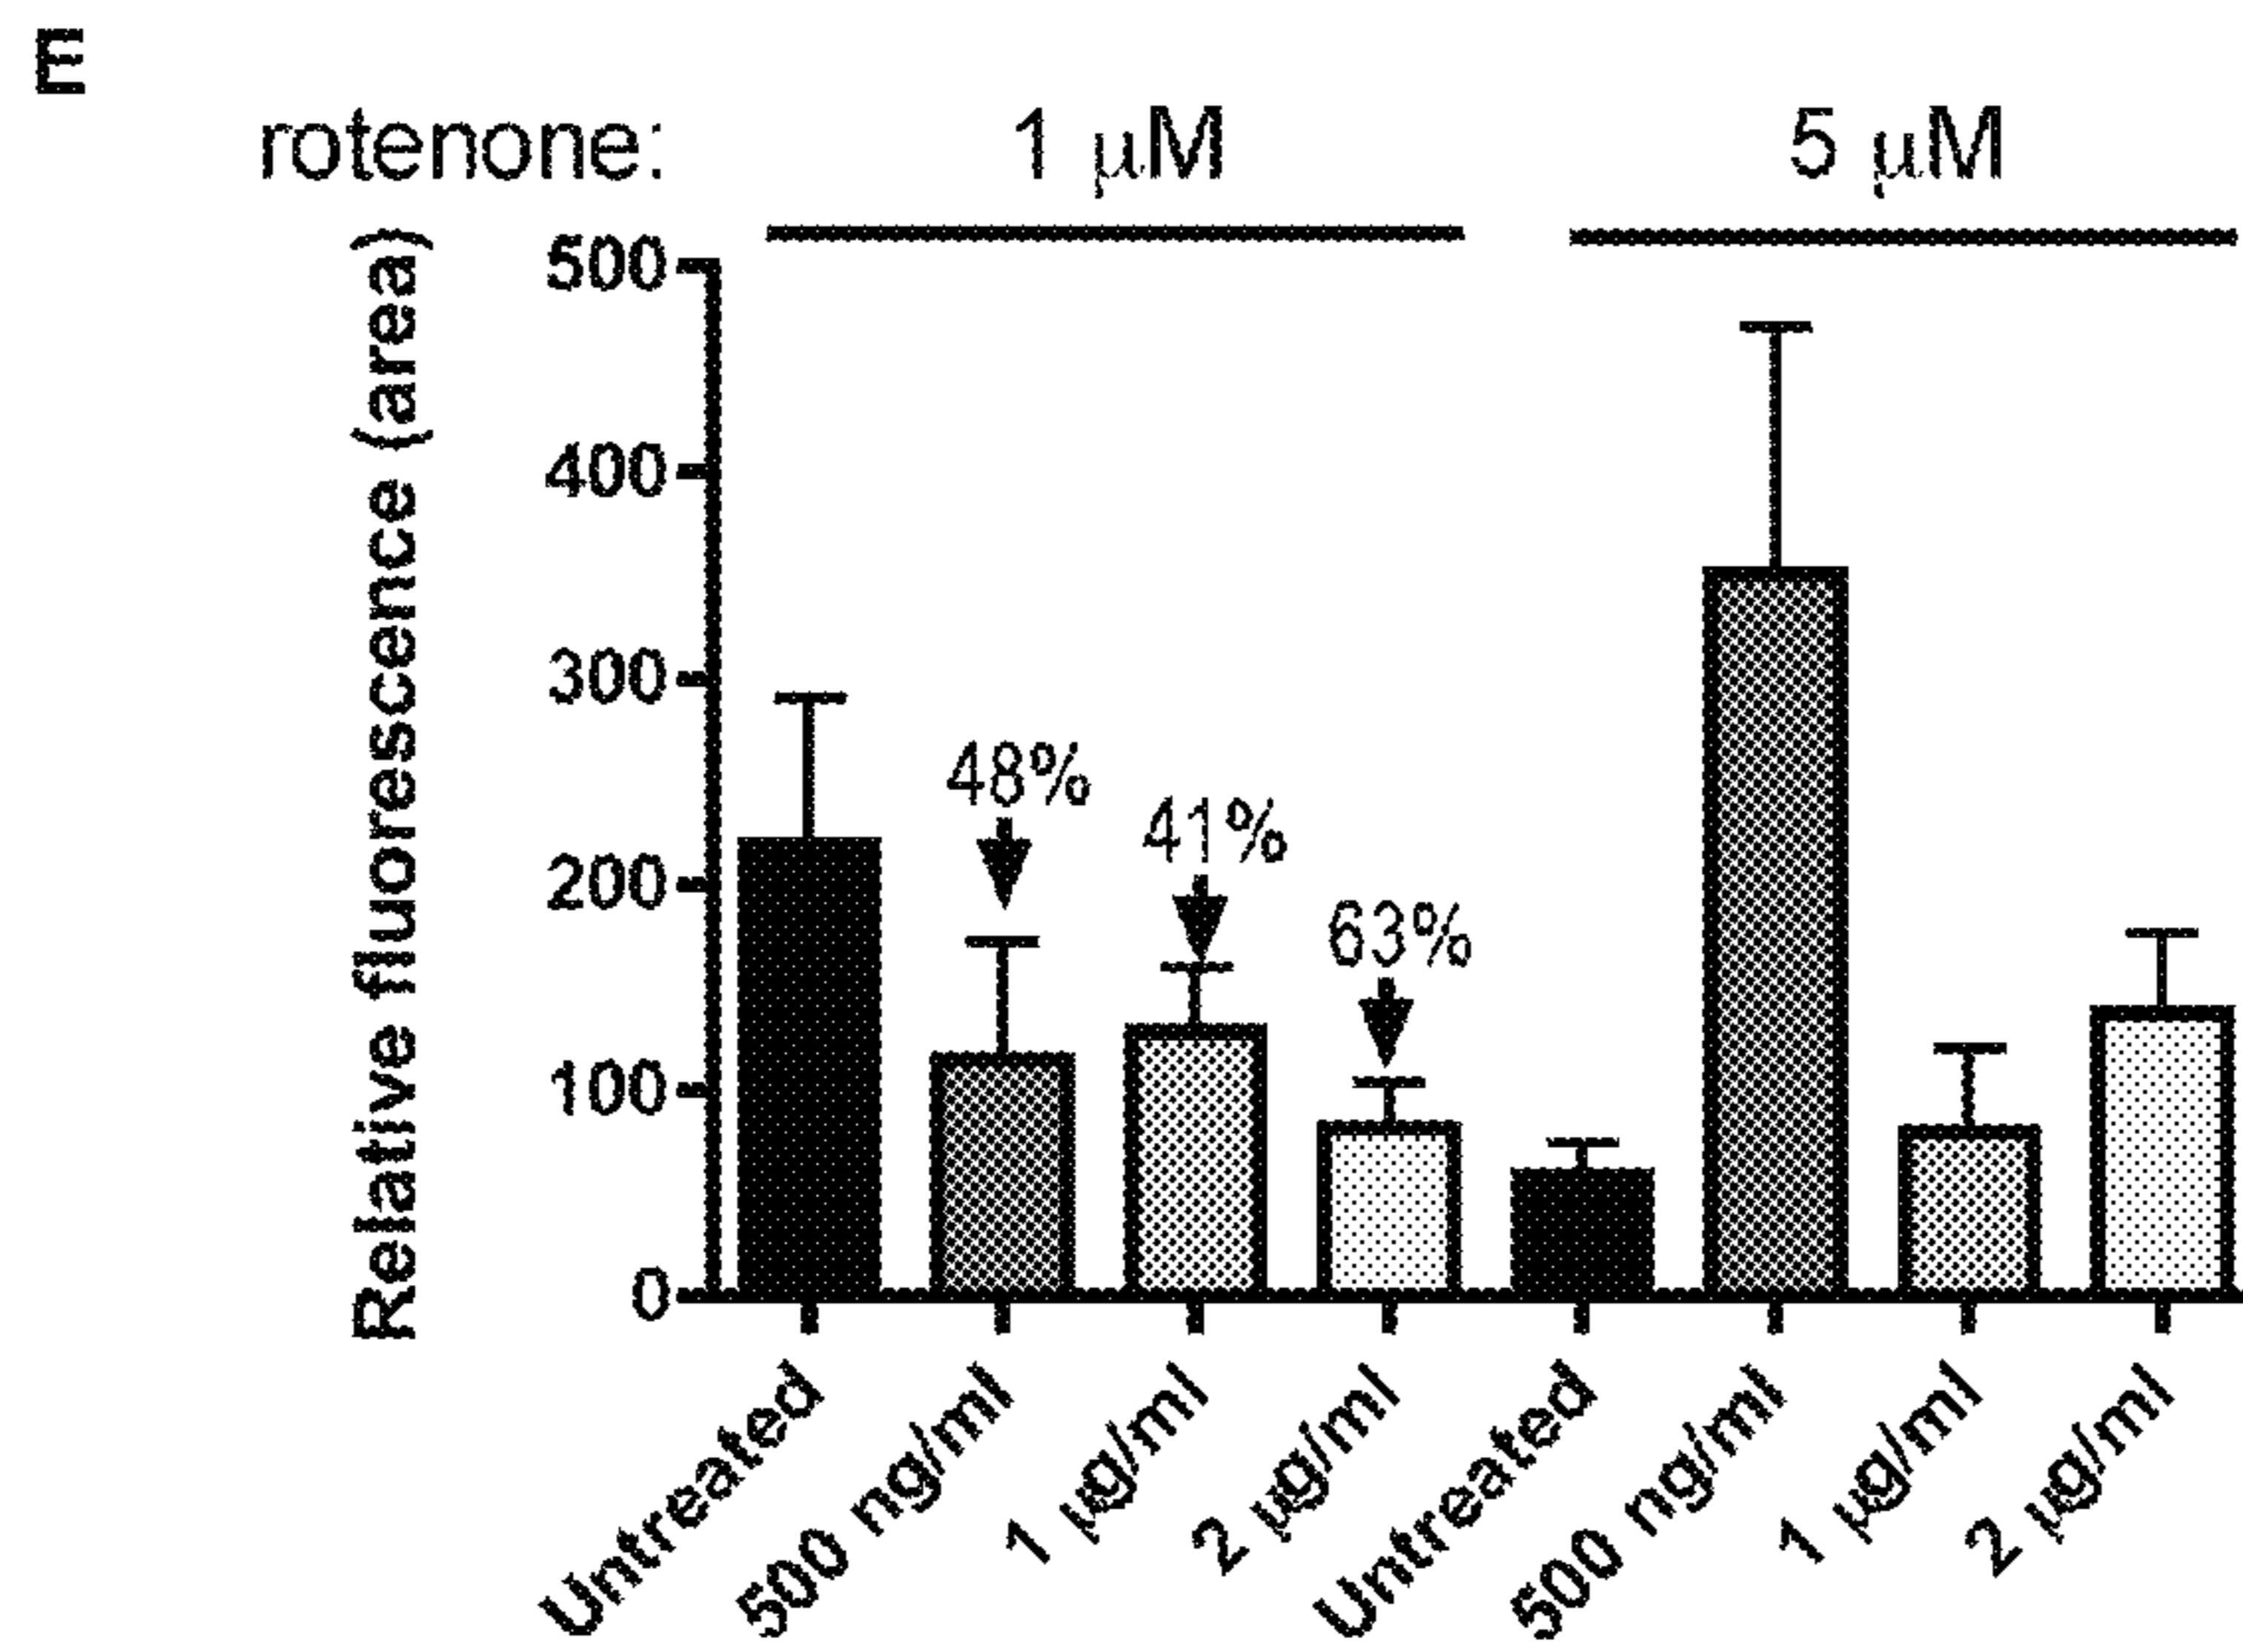 E
rotenone: 1 μM 5 μM
Relative fluorescence (area)
500
400
300
200
100
0
48%
41%
63%
Untreated
500 ng/ml
1 μg/ml
2 μg/ml
Untreated
500 ng/ml
1 μg/ml
2 μg/ml